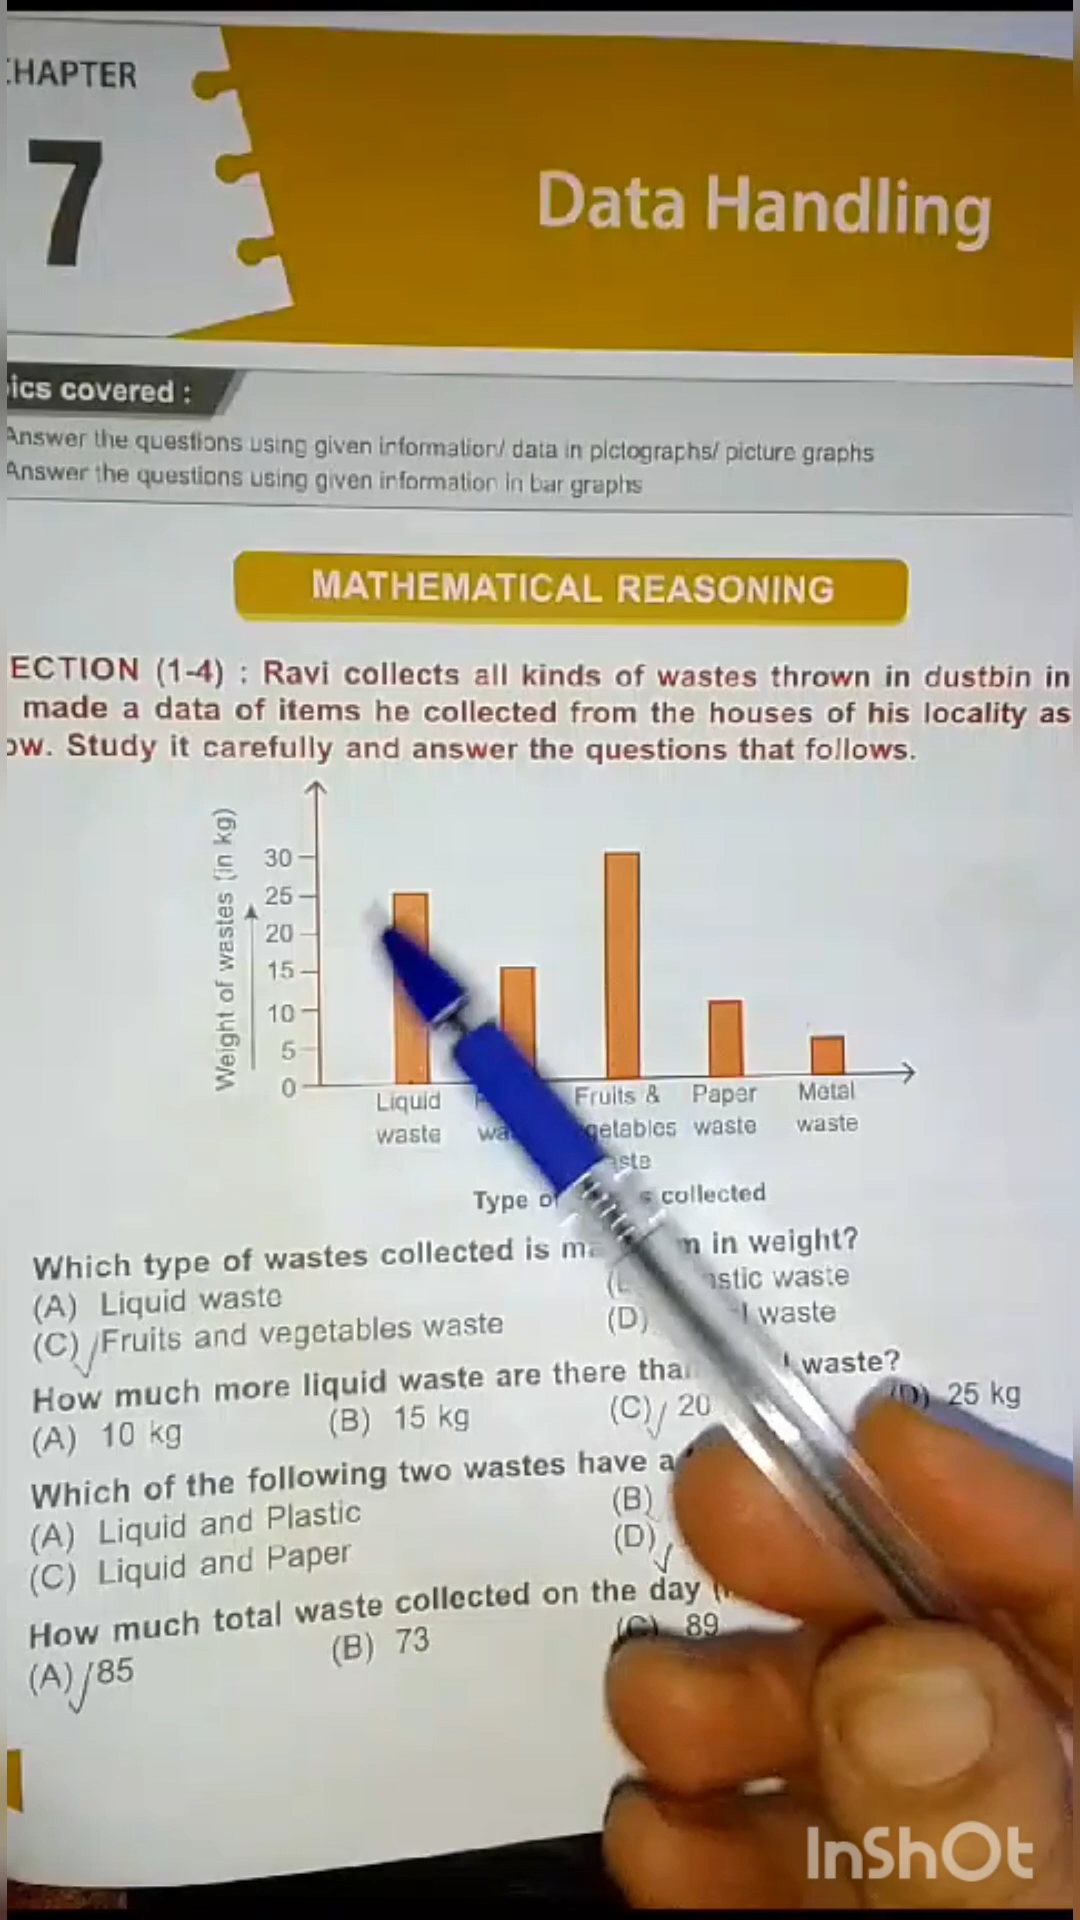 CHAPTER
7
Data Handling
ics covered :
Answer the questions using given information/ data in pictographs/ picture graphs
Answer the questions using given information in bar graphs
MATHEMATICAL REASONING
ECTION (1-4) : Ravi collects all kinds of wastes thrown in dustbin in
made a data of items he collected from the houses of his locality as
ow. Study it carefully and answer the questions that follows.
Weight of wastes (in kg)
30
25
20
15
10
5
0
Liquid waste
Fruits &
Paper waste
Metal waste
Type collected
Which type of wastes collected is in weight?
(A) Liquid waste
waste
(C) Fruits and vegetables waste
(D) waste
How much more liquid waste are there waste?
(A) 10 kg (B) 15 kg (C) 20 (D) 25 kg
Which of the following two wastes have
(A) Liquid and Plastic (B)
(C) Liquid and Paper (D)
How much total waste collected on the day
(A) 85 (B) 73 (C) 89
InShOt